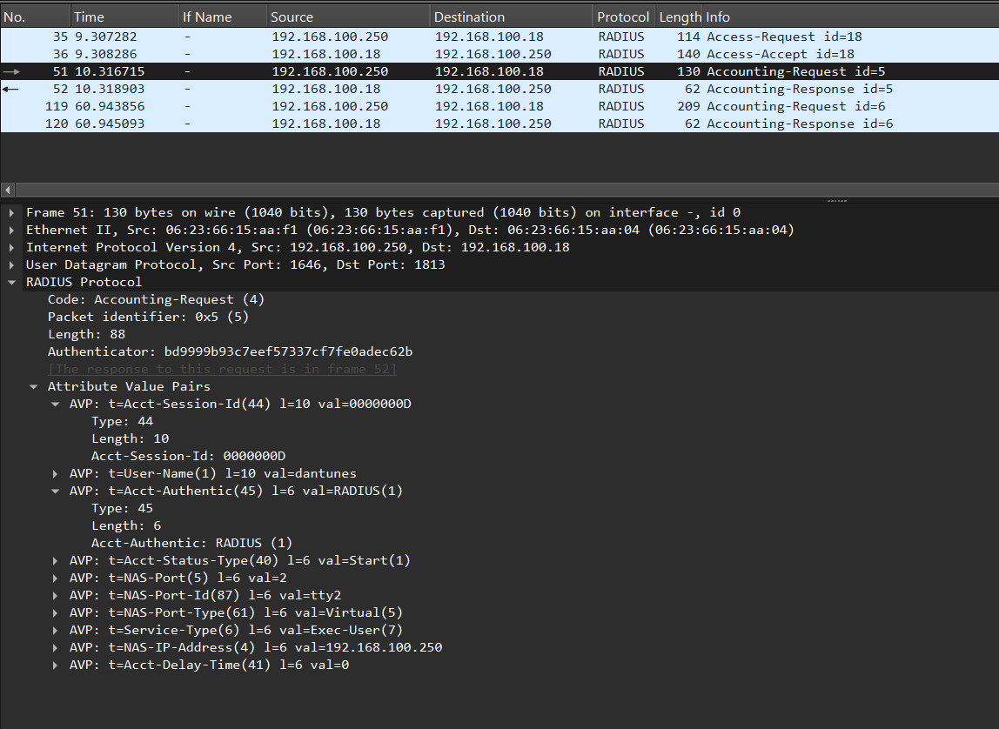 No. Time If Name Source Destination Protocol Length Info
35 9.307282 - 192.168.100.250 192.168.100.18 RADIUS 114 Access-Request id=18
36 9.308286 - 192.168.100.18 192.168.100.250 RADIUS 140 Access-Accept id=18
51 10.316715 - 192.168.100.250 192.168.100.18 RADIUS 130 Accounting-Request id=5
52 10.318903 - 192.168.100.18 192.168.100.250 RADIUS 62 Accounting-Response id=5
119 60.943856 - 192.168.100.250 192.168.100.18 RADIUS 209 Accounting-Request id=6
120 60.945093 - 192.168.100.18 192.168.100.250 RADIUS 62 Accounting-Response id=6
Frame 51: 130 bytes on wire (1040 bits), 130 bytes captured (1040 bits) on interface -, id 0
Ethernet II, Src: 06:23:66:15:aa:f1 (06:23:66:15:aa:f1), Dst: 06:23:66:15:aa:04 (06:23:66:15:aa:04)
Internet Protocol Version 4, Src: 192.168.100.250, Dst: 192.168.100.18
User Datagram Protocol, Src Port: 1646, Dst Port: 1813
RADIUS Protocol
Code: Accounting-Request (4)
Packet identifier: 0x5 (5)
Length: 88
Authenticator: bd9999b93c7eef57337cf7fe0adec62b
[The response to this request is in frame 52]
Attribute Value Pairs
AVP: t=Acct-Session-Id(44) l=10 val=0000000D
Type: 44
Length: 10
Acct-Session-Id: 0000000D
AVP: t=User-Name(1) l=10 val=dantunes
AVP: t=Acct-Authentic(45) l=6 val=RADIUS(1)
Type: 45
Length: 6
Acct-Authentic: RADIUS (1)
AVP: t=Acct-Status-Type(40) l=6 val=Start(1)
AVP: t=NAS-Port(5) l=6 val=2
AVP: t=NAS-Port-Id(87) l=6 val=tty2
AVP: t=NAS-Port-Type(61) l=6 val=Virtual(5)
AVP: t=Service-Type(6) l=6 val=Exec-User(7)
AVP: t=NAS-IP-Address(4) l=6 val=192.168.100.250
AVP: t=Acct-Delay-Time(41) l=6 val=0